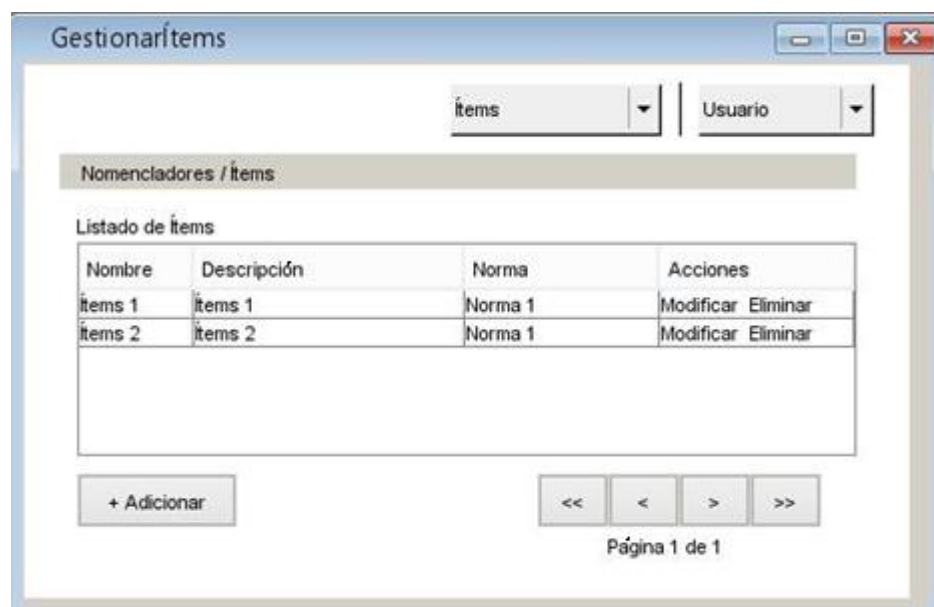 GestionarÍtems
Ítems Usuario
Nomencladores / Ítems
Listado de Ítems
Nombre Descripción Norma Acciones
Ítems 1 Ítems 1 Norma 1 Modificar Eliminar
Ítems 2 Ítems 2 Norma 1 Modificar Eliminar
+ Adicionar << < > >>
Página 1 de 1